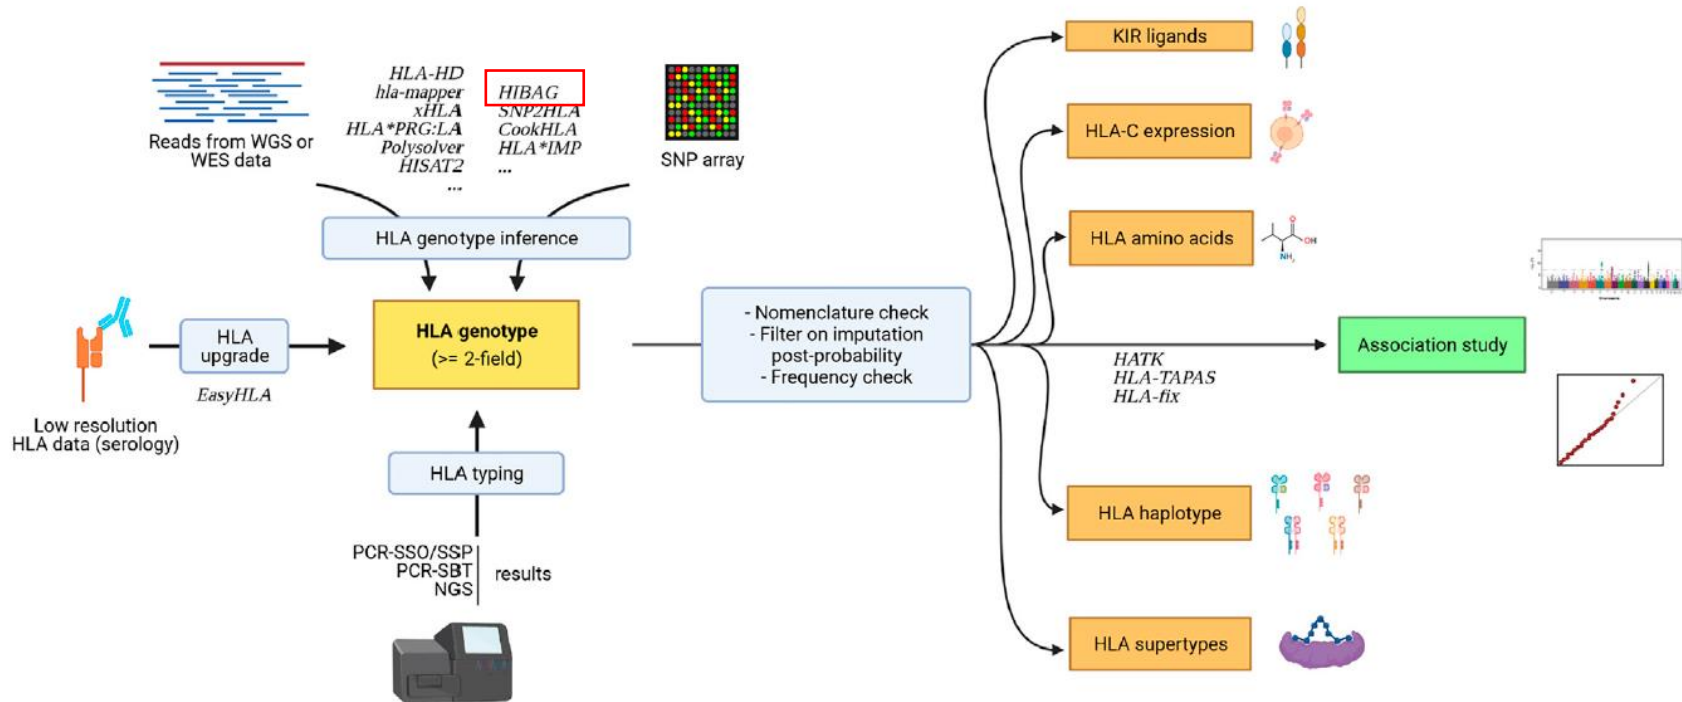 Reads from WGS or
WES data
HLA-HD
hla-mapper
xHLA
HLA*PRG:LA
Polysolver
HISAT2
...
HIBAG
SNP2HLA
CookHLA
HLA*IMP
...
SNP array
HLA genotype inference
Low resolution
HLA data (serology)
HLA
upgrade
EasyHLA
HLA genotype
(>= 2-field)
HLA typing
PCR-SSO/SSP
PCR-SBT
NGS
results
- Nomenclature check
- Filter on imputation
post-probability
- Frequency check
KIR ligands
HLA-C expression
HLA amino acids
O
OH
NH₂
HATK
HLA-TAPAS
HLA-fix
Association study
HLA haplotype
HLA supertypes